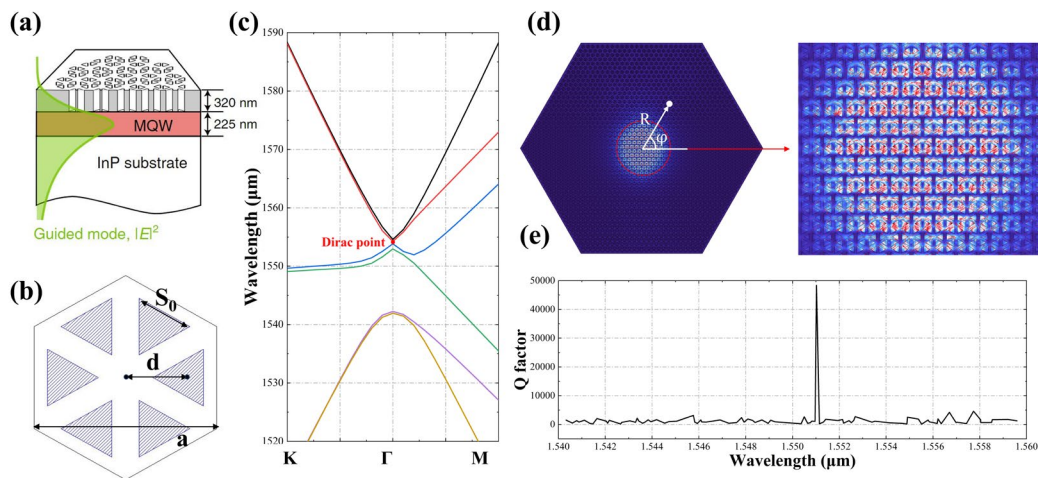 (a)
320 nm
225 nm
MQW
InP substrate
Guided mode, |E|²
(b)
S₀
d
a
(c)
Wavelength (μm)
1590
1580
1570
1560
1550
1540
1530
1520
Dirac point
K
Γ
M
(d)
R
φ
(e)
Q factor
50000
40000
30000
20000
10000
0
1.540
1.542
1.544
1.546
1.548
1.550
1.552
1.554
1.556
1.558
1.560
Wavelength (μm)